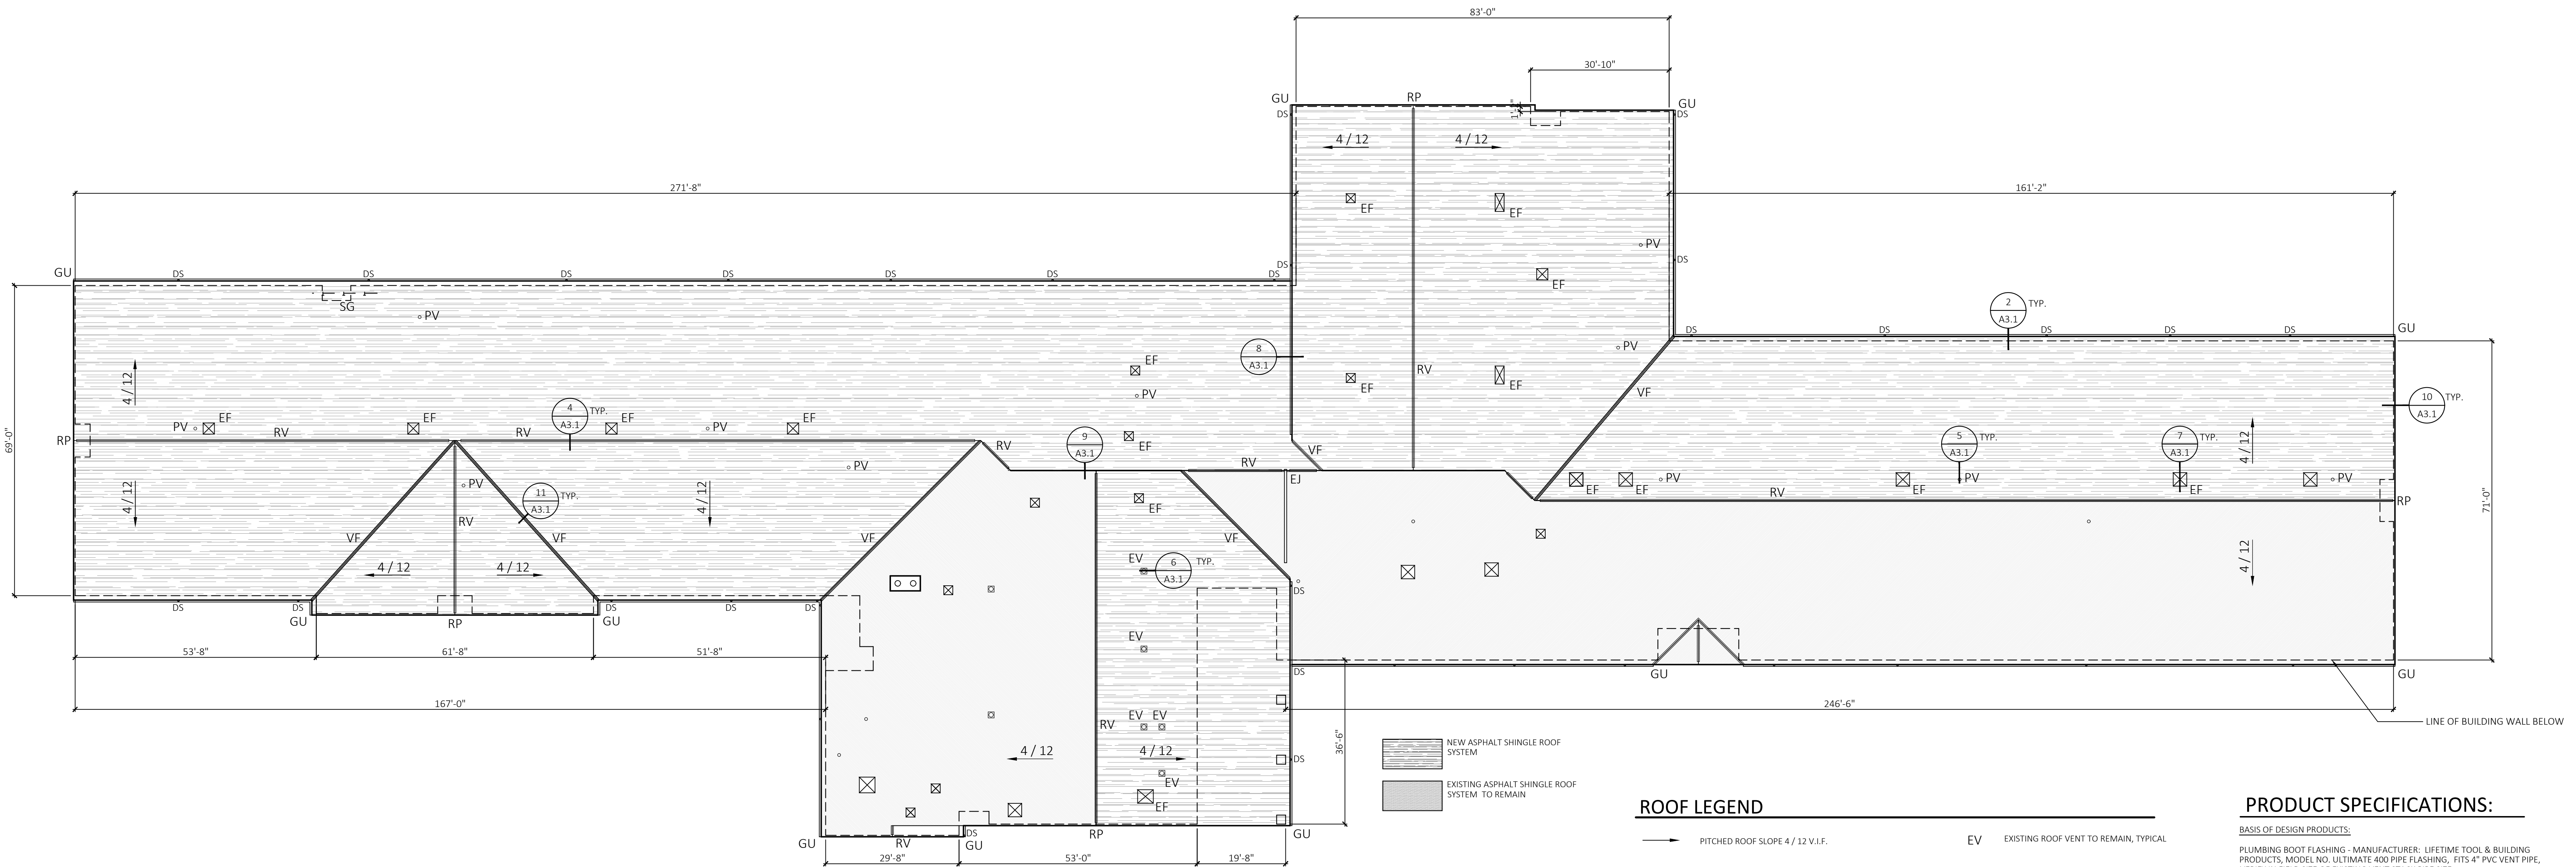 83'-0"
30'-10"
GU
RP
GU
DS
DS
4 / 12
4 / 12
271'-8"
161'-2"
EF
EF
PV
DS
DS
EF
GU
DS
DS
DS
DS
DS
DS
DS
SG
PV
2
A3.1
TYP.
DS
DS
DS
DS
DS
GU
8
A3.1
PV
EF
EF
EF
RV
VF
4 / 12
PV
10
A3.1
TYP.
PV
EF
EF
4
A3.1
TYP.
EF
EF
RP
RV
RV
69'-0"
EF
RV
9
A3.1
VF
RV
EJ
5
A3.1
TYP.
7
A3.1
TYP.
4 / 12
71'-0"
EF
EF
PV
EF
PV
EF
PV
RV
RP
4 / 12
PV
11
A3.1
TYP.
RV
VF
VF
4 / 12
PV
VF
EF
VF
EV
6
A3.1
TYP.
4 / 12
4 / 12
4 / 12
DS
DS
GU
RP
GU
DS
DS
DS
DS
EV
53'-8"
61'-8"
51'-8"
DS
GU
GU
167'-0"
246'-6"
LINE OF BUILDING WALL BELOW
EV
EV
RV
4 / 12
4 / 12
DS
36'-6"
EV
EF
GU
RV
DS
GU
RP
GU
29'-8"
53'-0"
19'-8"
NEW ASPHALT SHINGLE ROOF
SYSTEM
EXISTING ASPHALT SHINGLE ROOF
SYSTEM TO REMAIN
ROOF LEGEND
PITCHED ROOF SLOPE 4 / 12 V.I.F.
EV
EXISTING ROOF VENT TO REMAIN, TYPICAL
PRODUCT SPECIFICATIONS:
BASIS OF DESIGN PRODUCTS:
PLUMBING BOOT FLASHING - MANUFACTURER: LIFETIME TOOL & BUILDING
PRODUCTS, MODEL NO. ULTIMATE 400 PIPE FLASHING, FITS 4" PVC VENT PIPE,